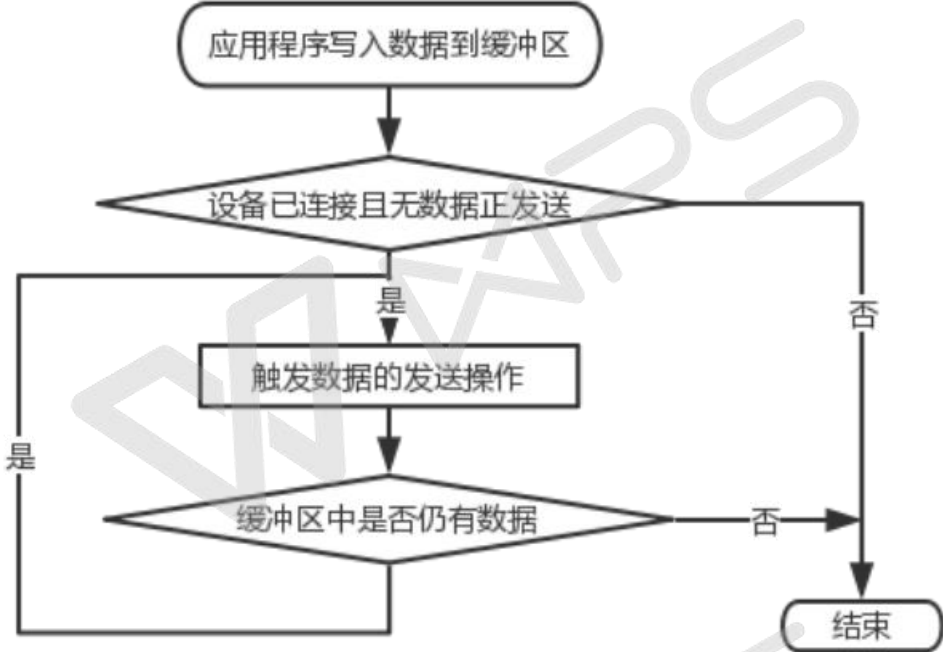 应用程序写入数据到缓冲区
设备已连接且无数据正发送
是
否
触发数据的发送操作
是
缓冲区中是否仍有数据
否
结束
WPS